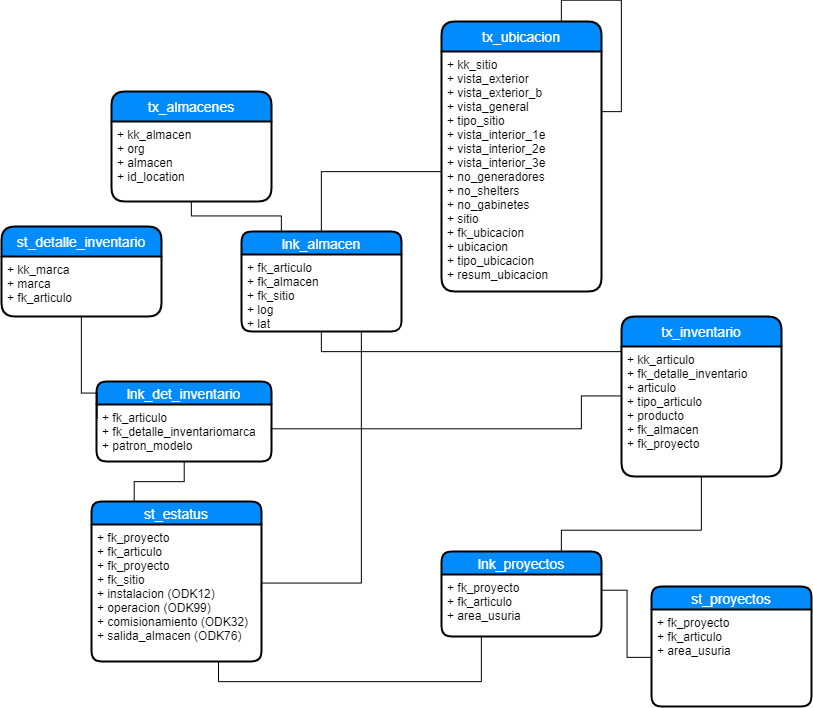 tx_ubicacion
+ kk_sitio
+ vista_exterior
+ vista_exterior_b
+ vista_general
+ tipo_sitio
+ vista_interior_1e
+ vista_interior_2e
+ vista_interior_3e
+ no_generadores
+ no_shelters
+ no_gabinetes
+ sitio
+ fk_ubicacion
+ ubicacion
+ tipo_ubicacion
+ resum_ubicacion
tx_almacenes
+ kk_almacen
+ org
+ almacen
+ id_location
st_detalle_inventario
+ kk_marca
+ marca
+ fk_articulo
lnk_almacen
+ fk_articulo
+ fk_almacen
+ fk_sitio
+ log
+ lat
tx_inventario
+ kk_articulo
+ fk_detalle_inventario
+ articulo
+ tipo_articulo
+ producto
+ fk_almacen
+ fk_proyecto
lnk_det_inventario
+ fk_articulo
+ fk_detalle_inventariomarca
+ patron_modelo
st_estatus
+ fk_proyecto
+ fk_articulo
+ fk_proyecto
+ fk_sitio
+ instalacion (ODK12)
+ operacion (ODK99)
+ comisionamiento (ODK32)
+ salida_almacen (ODK76)
lnk_proyectos
+ fk_proyecto
+ fk_articulo
+ area_usuria
st_proyectos
+ fk_proyecto
+ fk_articulo
+ area_usuria